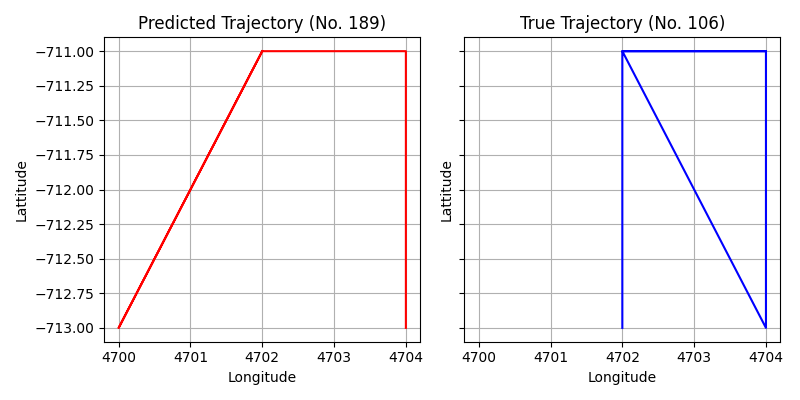 Predicted Trajectory (No. 189)
−711.00
−711.25
−711.50
−711.75
−712.00
−712.25
−712.50
−712.75
−713.00
Lattitude
4700 4701 4702 4703 4704
Longitude
True Trajectory (No. 106)
Lattitude
4700 4701 4702 4703 4704
Longitude